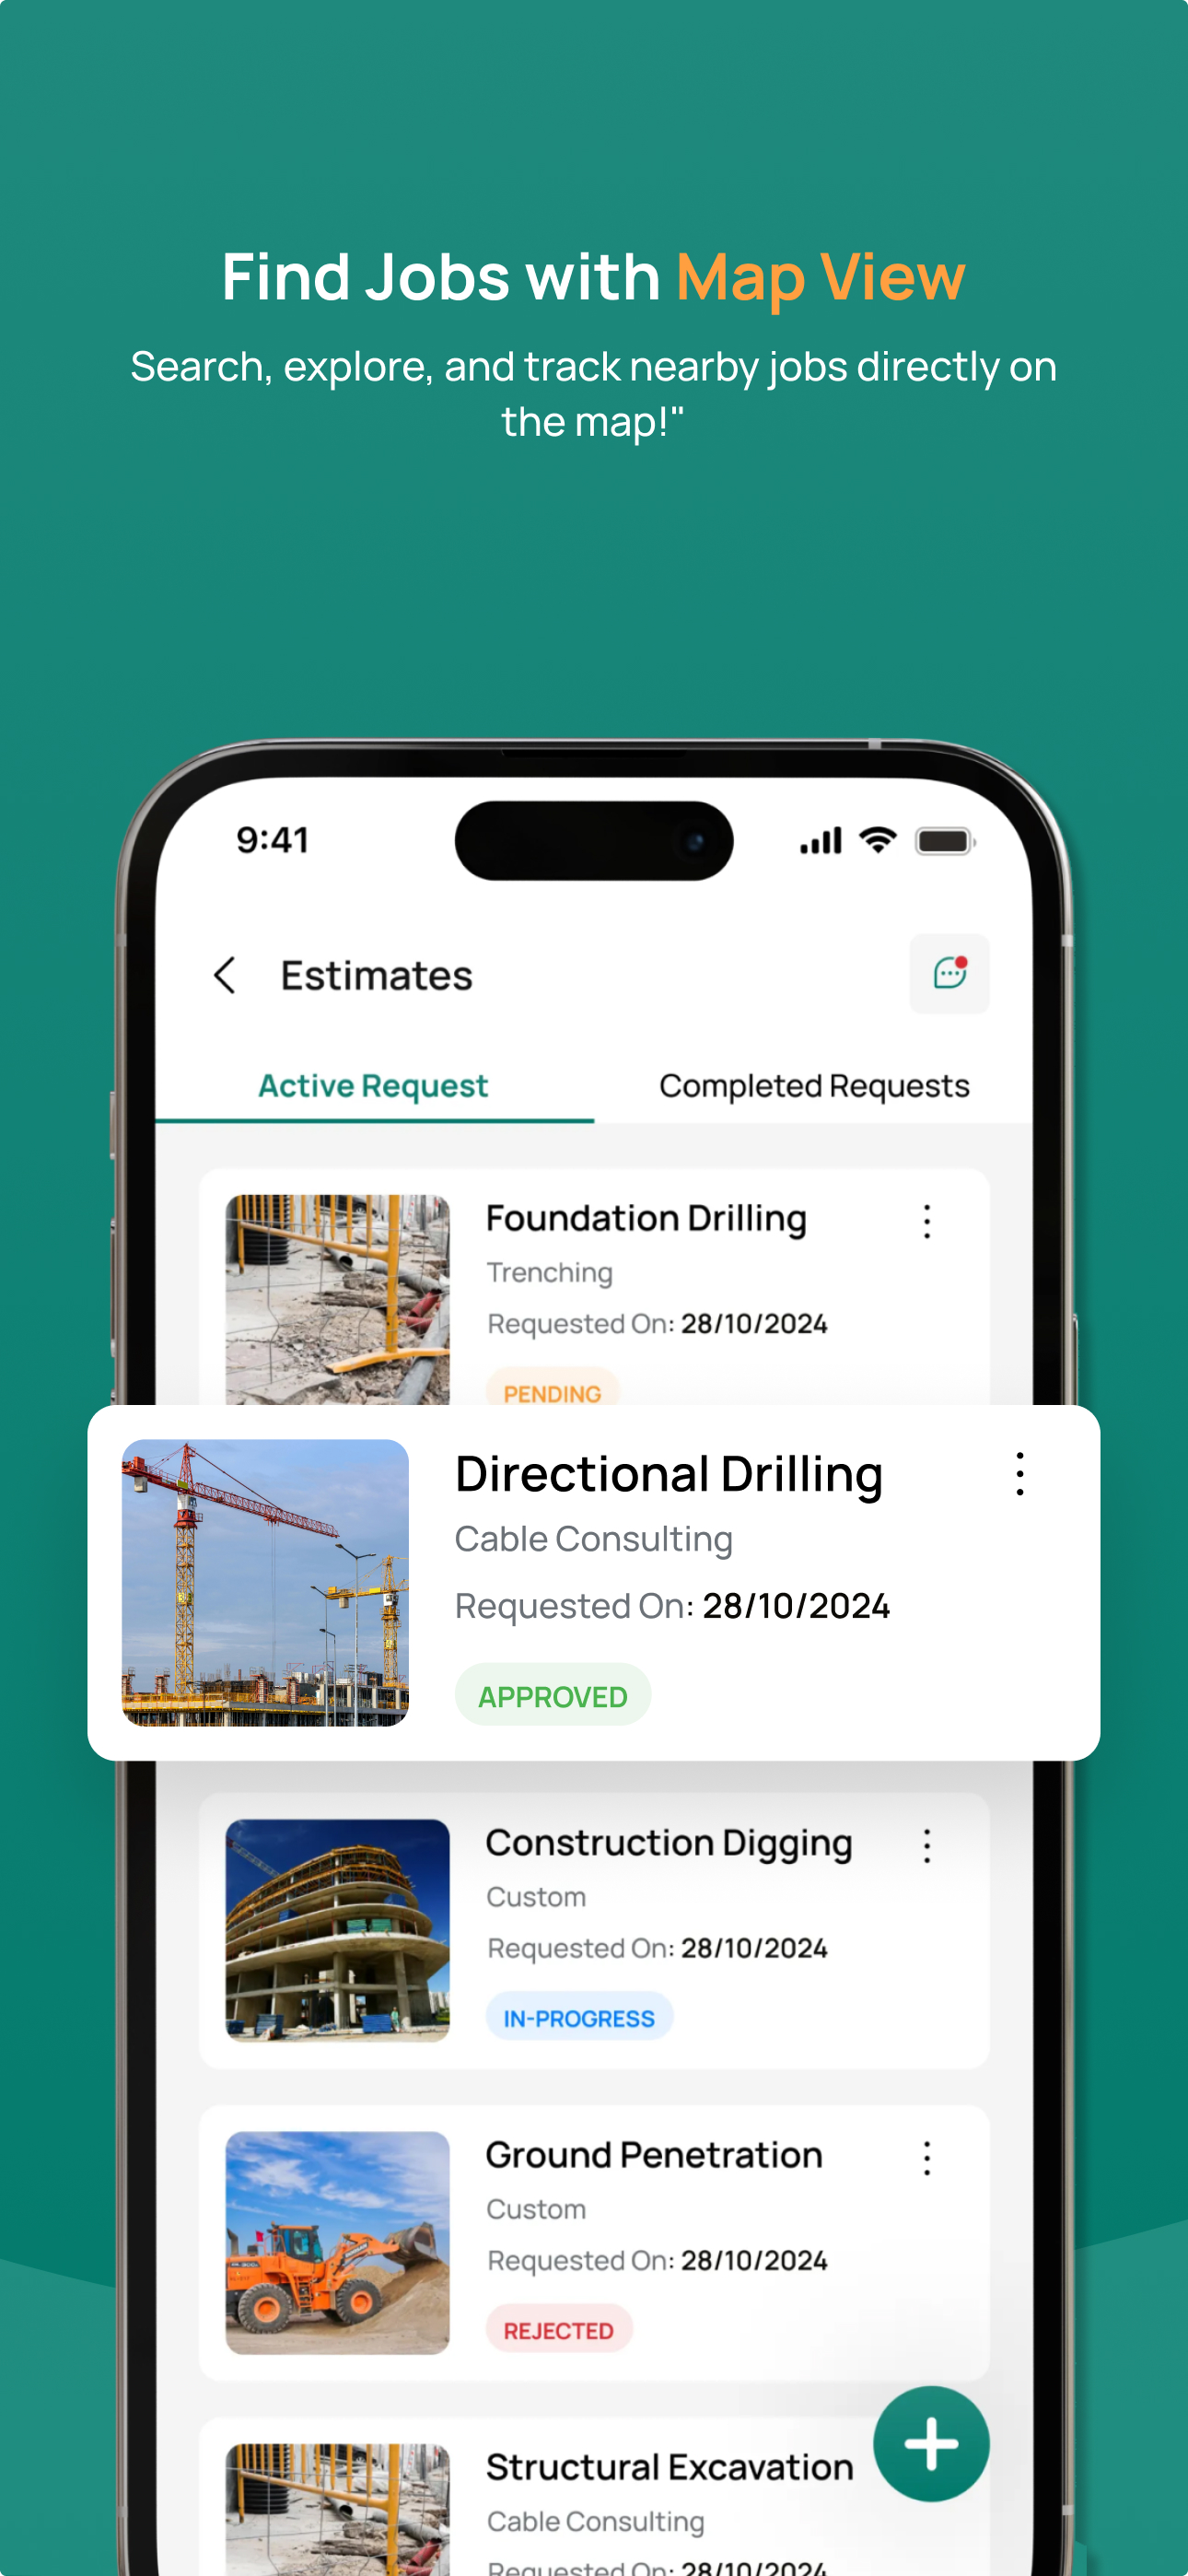 Find Jobs with Map View
Search, explore, and track nearby jobs directly on
the map!"
9:41
Estimates
Active Request
Completed Requests
Foundation Drilling
Trenching
Requested On: 28/10/2024
PENDING
Directional Drilling
Cable Consulting
Requested On: 28/10/2024
APPROVED
Construction Digging
Custom
Requested On: 28/10/2024
IN-PROGRESS
Ground Penetration
Custom
Requested On: 28/10/2024
REJECTED
Structural Excavation
Cable Consulting
Requested On: 28/10/2024